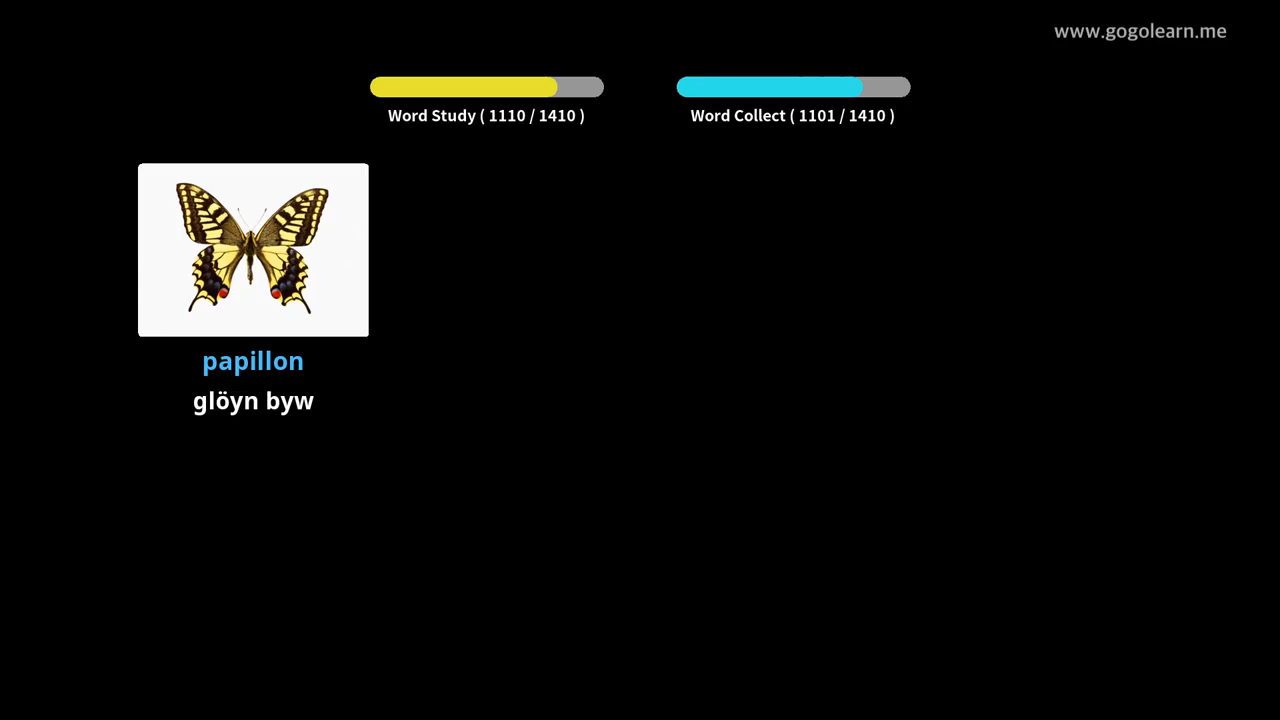 www.gogolearn.me
Word Study ( 1110 / 1410 )
Word Collect ( 1101 / 1410 )
papillon
glöyn byw